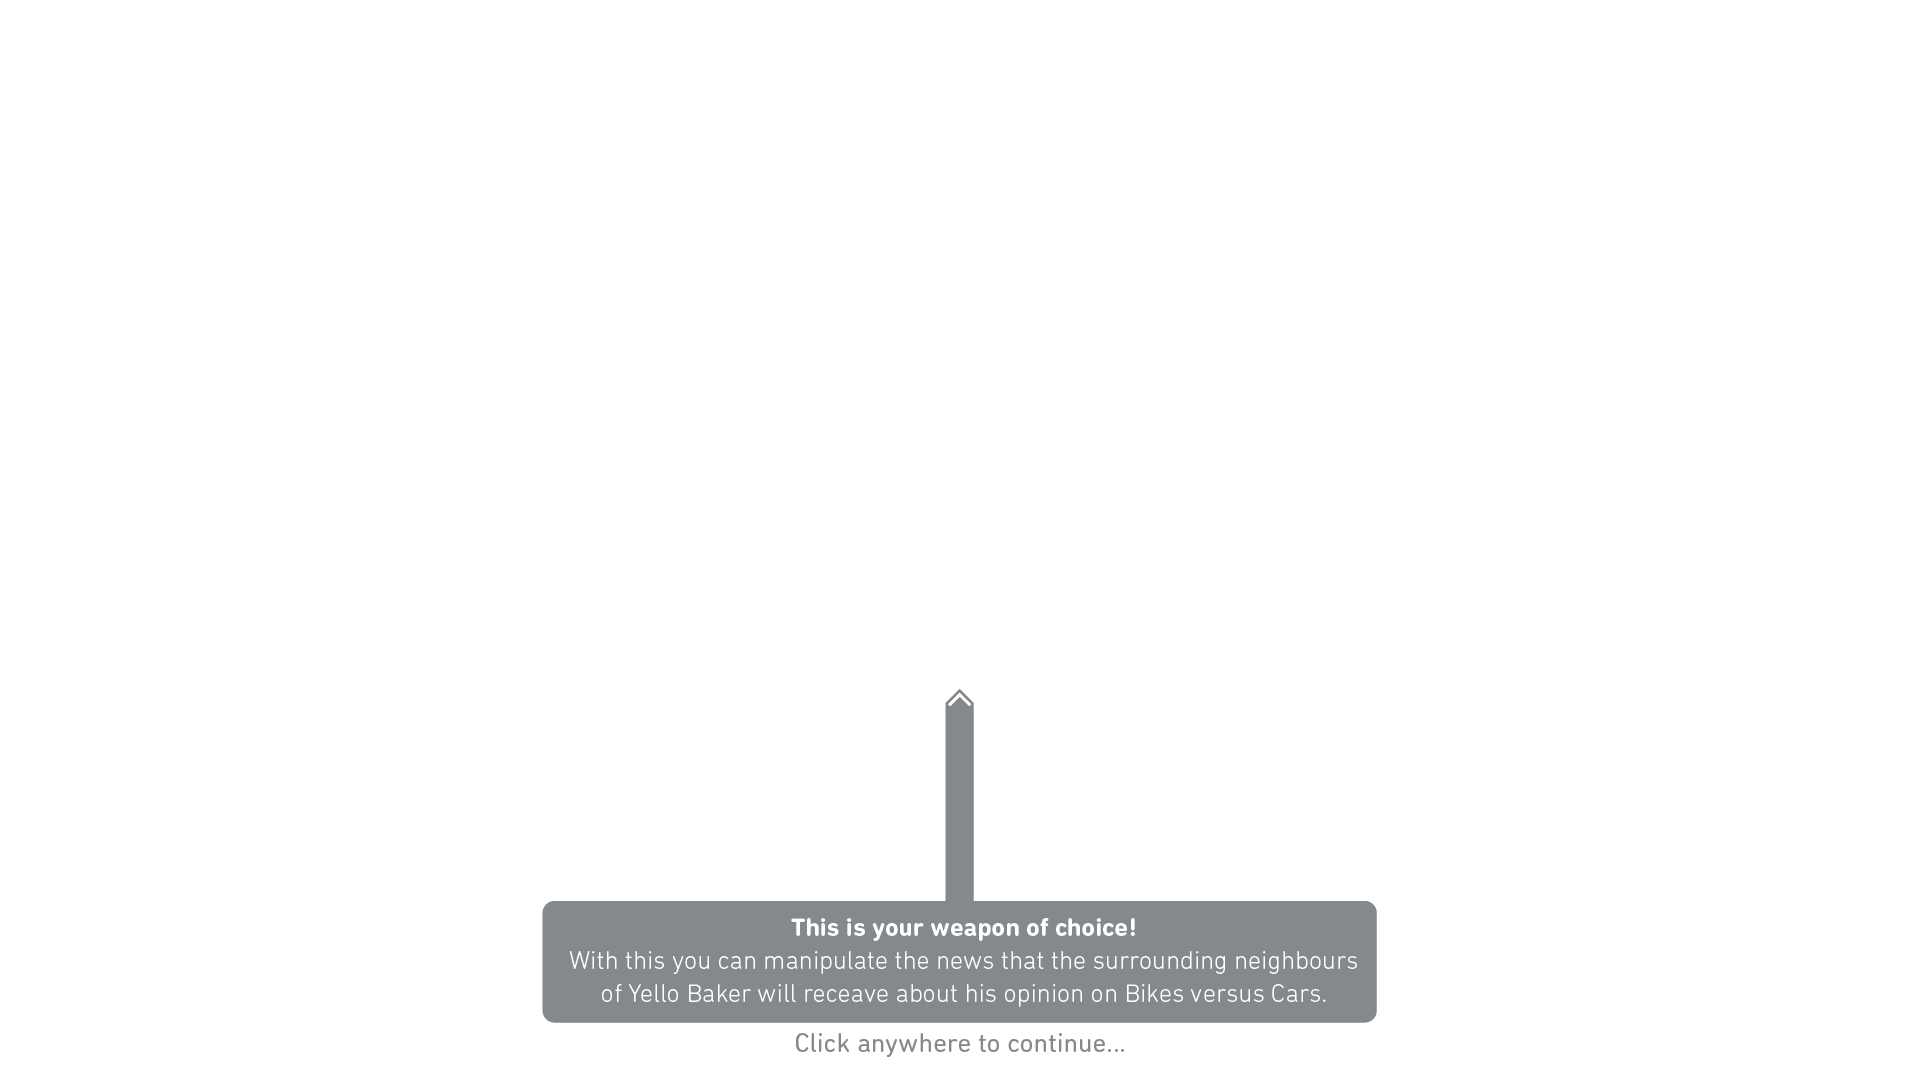 This is your weapon of choice!
With this you can manipulate the news that the surrounding neighbours
of Yello Baker will receave about his opinion on Bikes versus Cars.
Click anywhere to continue...